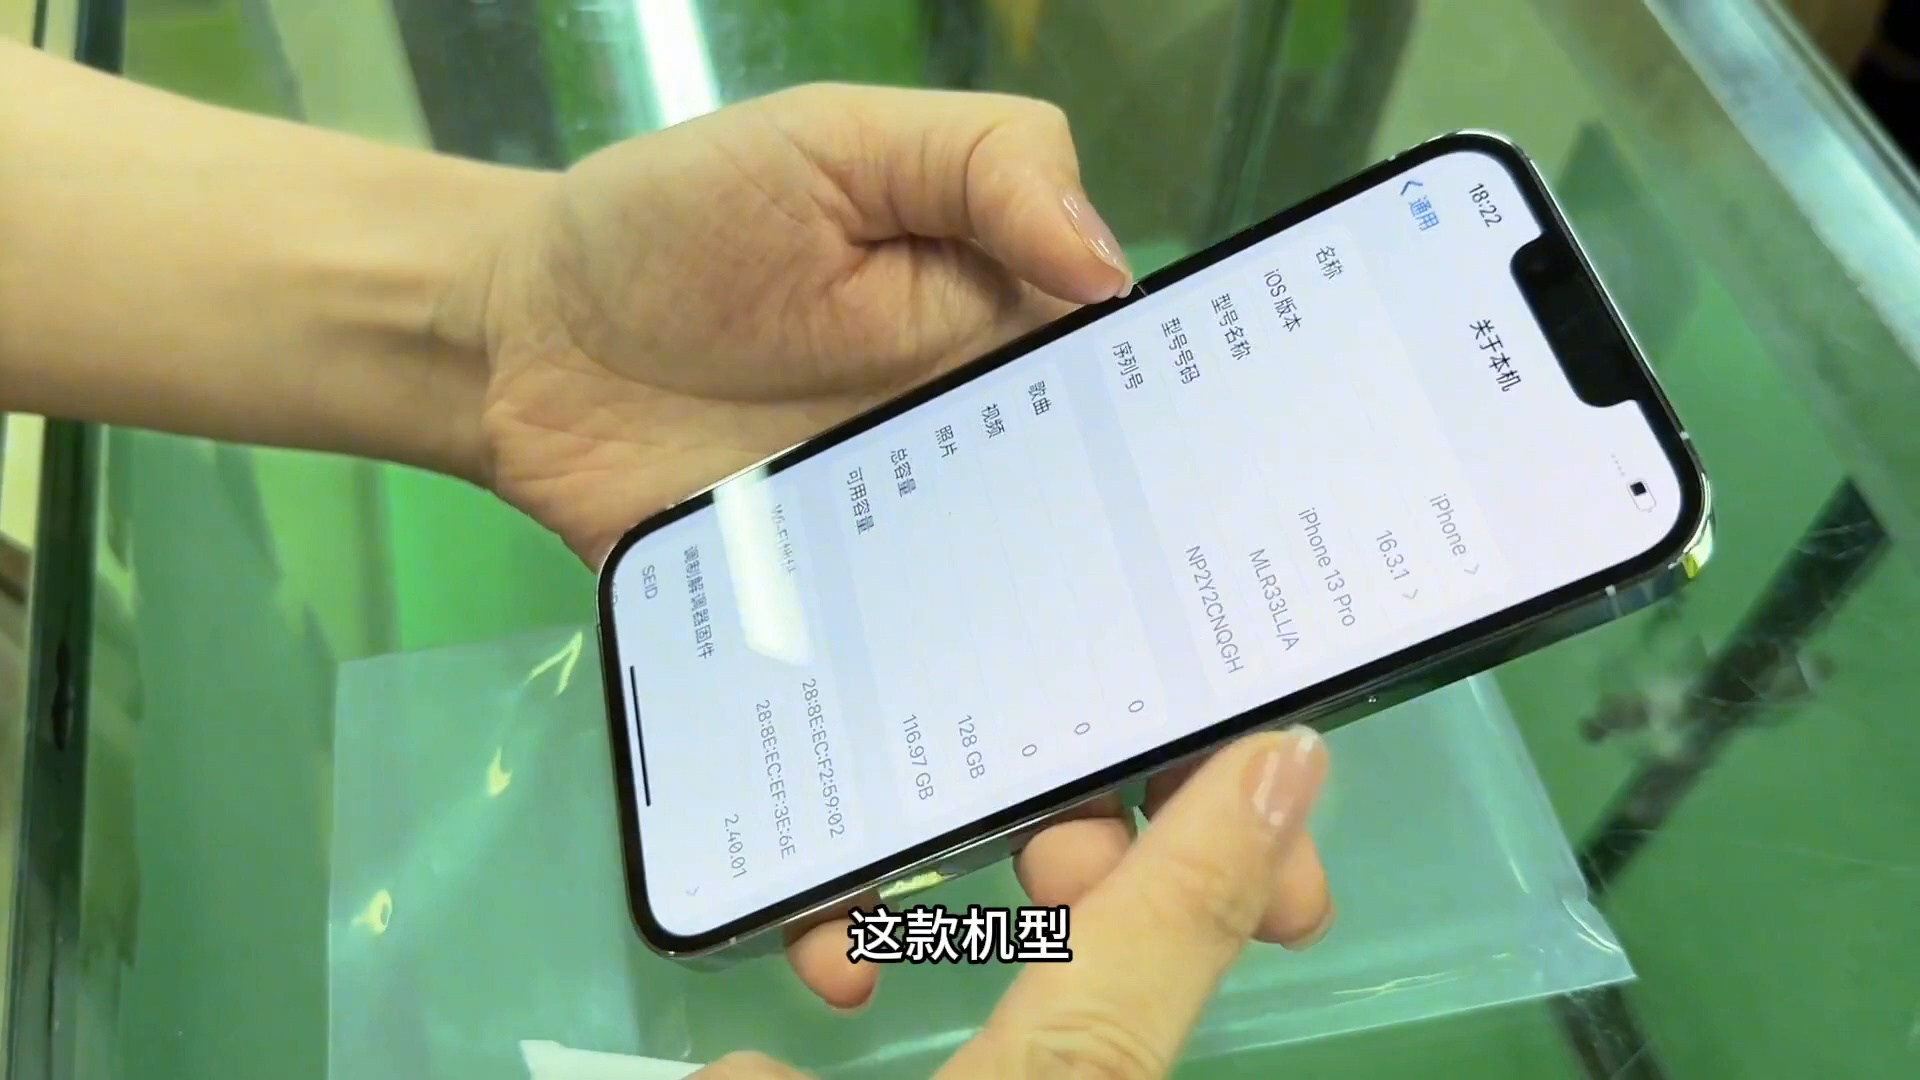 18:22
通用
关于本机
名称 iPhone
iOS 版本 16.3.1
型号名称 iPhone 13 Pro
型号号码 MLR33LL/A
序列号 NP2Y2CNQGH
歌曲 0
视频 0
照片 0
总容量 128 GB
可用容量 116.97 GB
28:8E:EC:F2:59:02
28:8E:EC:EF:3E:6E
调制解调器固件 2.40.01
SEID
这款机型